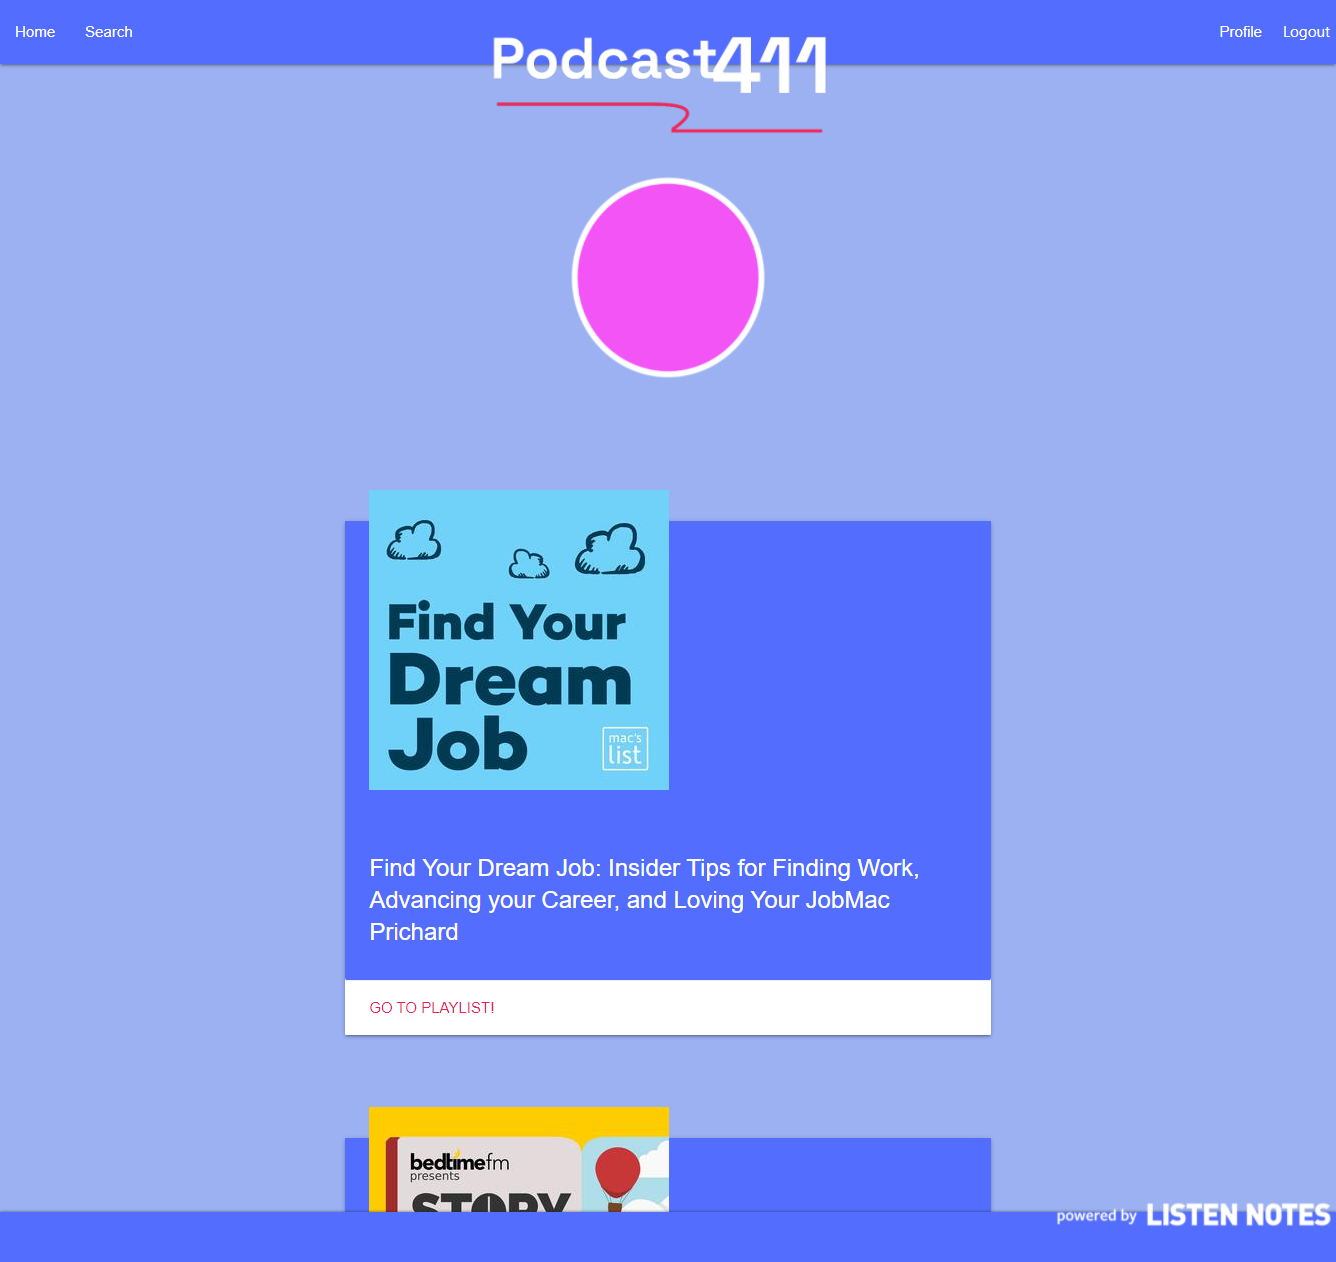 Home
Search
Podcast411
Profile
Logout
Find Your
Dream
Job
mac's
list
Find Your Dream Job: Insider Tips for Finding Work,
Advancing your Career, and Loving Your JobMac
Prichard
GO TO PLAYLIST!
bedtimefm
presents
STORY
powered by LISTEN NOTES